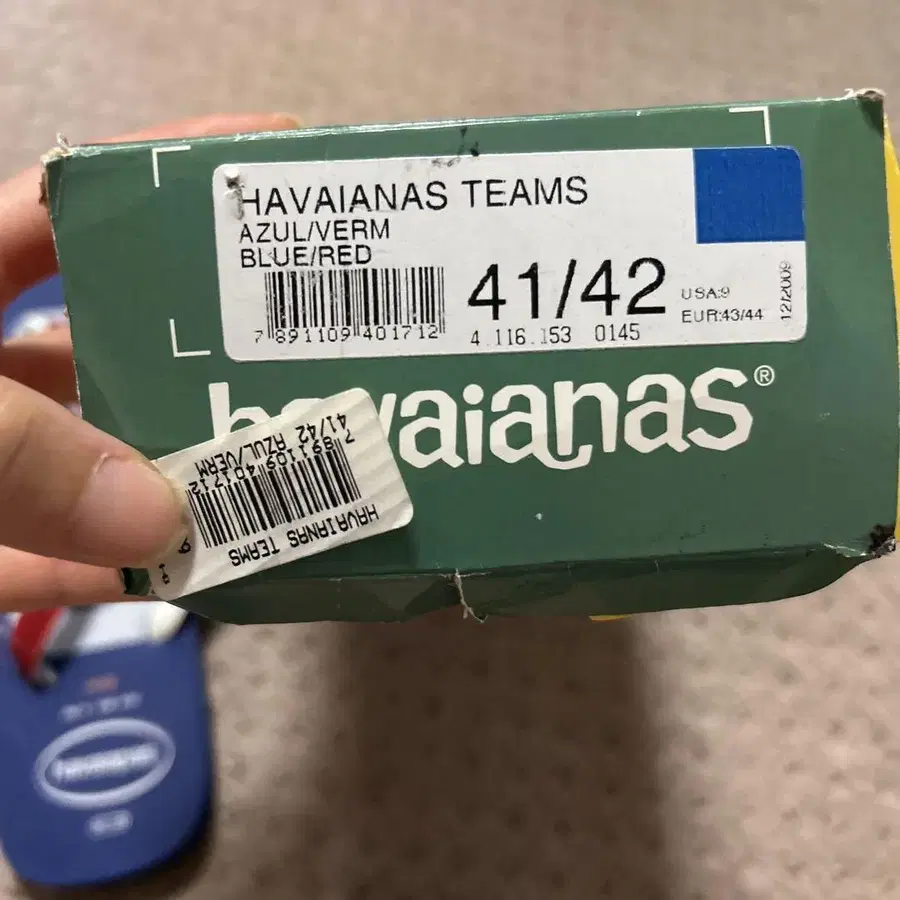 HAVAIANAS TEAMS
AZUL/VERM
BLUE/RED
41/42
USA:9
EUR:43/44
12/2009
7 891109 401712
4.116.153 0145
havaianas®
HAVAIANAS TEAMS
7 891109 401712
41/42 AZUL/VERM
havaianas